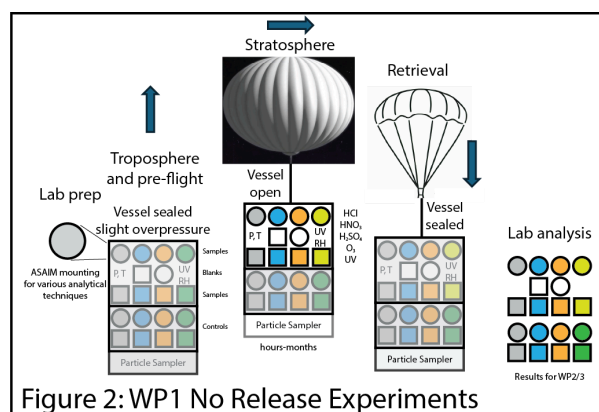 Stratosphere
Retrieval
Troposphere
and pre-flight
Lab prep
Vessel
open
Vessel sealed
slight overpressure
Vessel
sealed
ASAIM mounting
for various analytical
techniques
P, T
UV
RH
Samples
Blanks
Samples
Controls
Particle Sampler
P, T
UV
RH
HCl
HNO₃
H₂SO₄
O₃
UV
Particle Sampler
hours-months
P, T
UV
RH
Particle Sampler
Lab analysis
Results for WP2/3
Figure 2: WP1 No Release Experiments